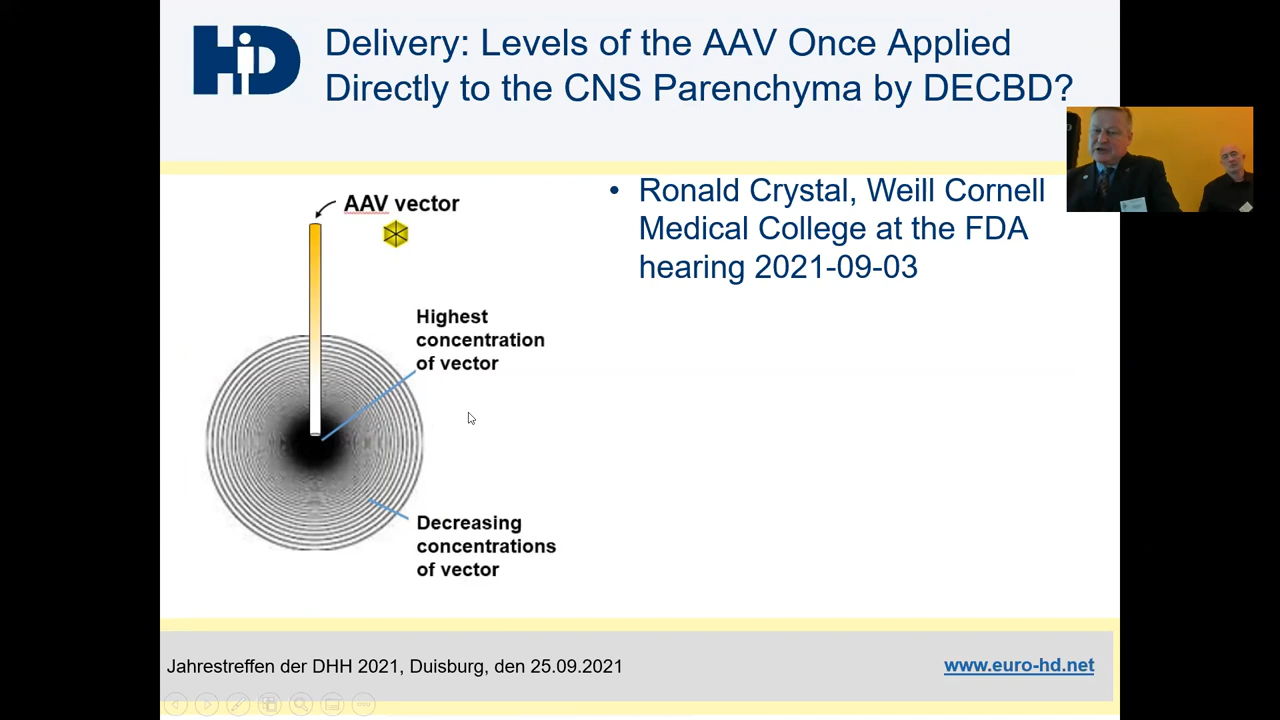 HiD
Delivery: Levels of the AAV Once Applied
Directly to the CNS Parenchyma by DECBD?
AAV vector
Highest
concentration
of vector
Decreasing
concentrations
of vector
• Ronald Crystal, Weill Cornell
Medical College at the FDA
hearing 2021-09-03
Jahrestreffen der DHH 2021, Duisburg, den 25.09.2021
www.euro-hd.net